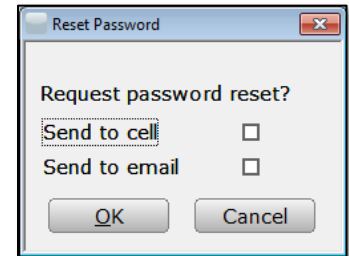 Reset Password
Request password reset?
Send to cell
Send to email
OK Cancel